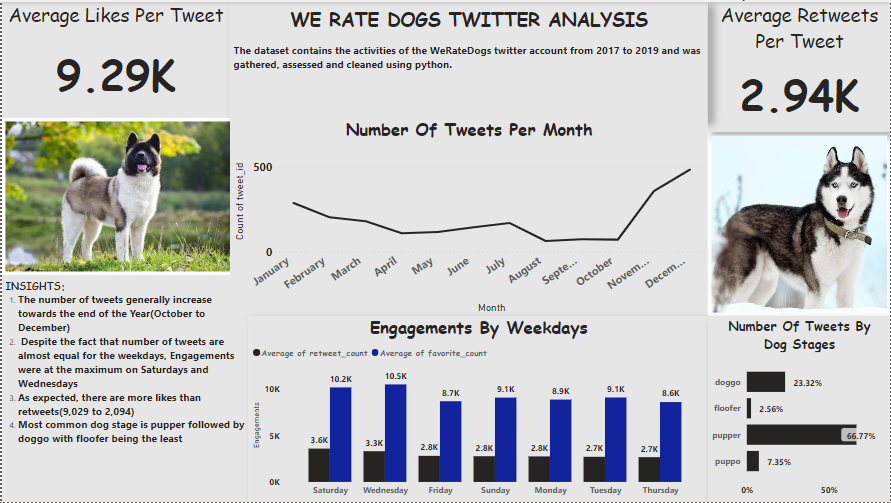 Average Likes Per Tweet
9.29K
WE RATE DOGS TWITTER ANALYSIS
The dataset contains the activities of the WeRateDogs twitter account from 2017 to 2019 and was
gathered, assessed and cleaned using python.
Average Retweets
Per Tweet
2.94K
Number Of Tweets Per Month
Count of tweet_id
500
0
January
February
March
April
May
June
July
August
Septe...
October
Novem...
Decem...
Month
INSIGHTS:
1. The number of tweets generally increase
towards the end of the Year(October to
December)
2. Despite the fact that number of tweets are
almost equal for the weekdays, Engagements
were at the maximum on Saturdays and
Wednesdays
3. As expected, there are more likes than
retweets(9,029 to 2,094)
4. Most common dog stage is pupper followed by
doggo with floofer being the least
Engagements By Weekdays
Average of retweet_count Average of favorite_count
Engagements
10K
5K
0K
3.6K 10.2K
3.3K 10.5K
2.8K 8.7K
2.8K 9.1K
2.8K 8.9K
2.7K 9.1K
2.7K 8.6K
Saturday Wednesday Friday Sunday Monday Tuesday Thursday
Number Of Tweets By
Dog Stages
doggo 23.32%
floofer 2.56%
pupper 66.77%
puppo 7.35%
0% 50%